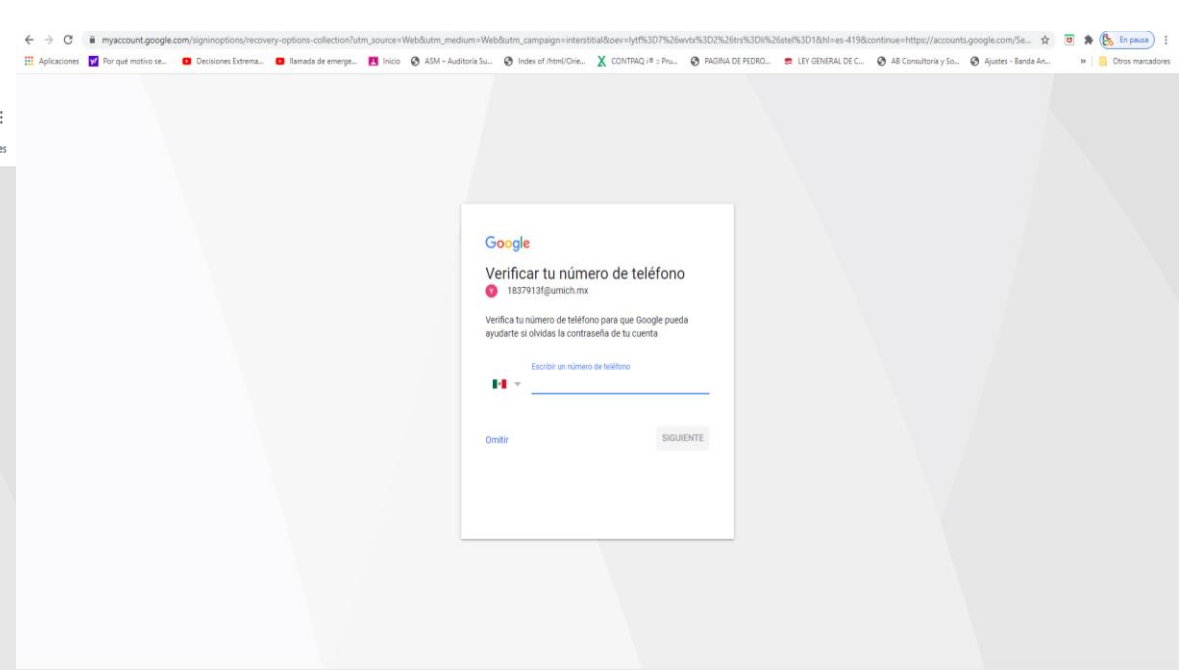 myaccount.google.com/signinoptions/recovery-options-collection?utm_source=Web&utm_medium=Web&utm_campaign=interstitial&oev=lytf%3D7%26wvtx%3D2%26trs%3Dli%26stel%3D1&hl=es-419&continue=https://accounts.google.com/Se... En pausa
Aplicaciones Por qué motivo se... Decisiones Extrema... llamada de emerge... Inicio ASM – Auditoría Su... Index of /html/Orie... CONTPAQ i® :: Pru... PAGINA DE PEDRO... LEY GENERAL DE C... AB Consultoría y So... Ajustes - Banda An... » Otros marcadores
es
Google
Verificar tu número de teléfono
Y 1837913f@umich.mx
Verifica tu número de teléfono para que Google pueda
ayudarte si olvidas la contraseña de tu cuenta
Escribir un número de teléfono
Omitir SIGUIENTE